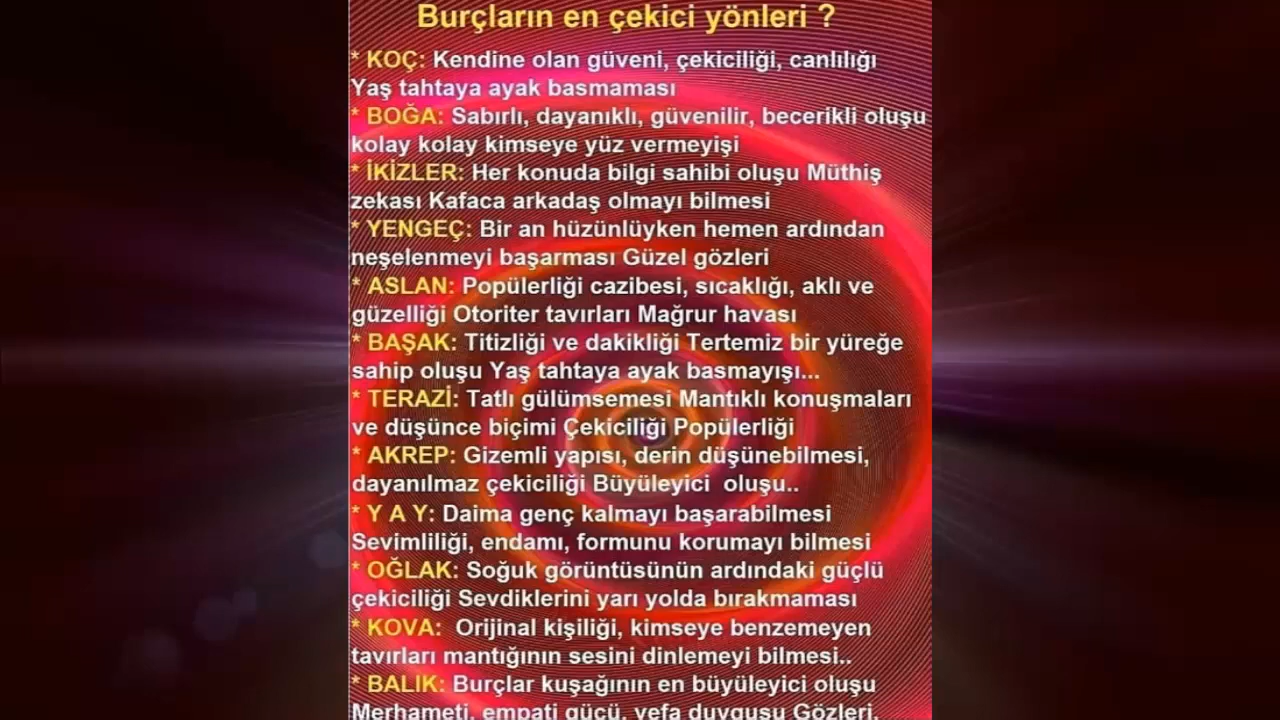 Burçların en çekici yönleri ?
* KOÇ: Kendine olan güveni, çekiciliği, canlılığı
Yaş tahtaya ayak basmaması
* BOĞA: Sabırlı, dayanıklı, güvenilir, becerikli oluşu
kolay kolay kimseye yüz vermeyişi
* İKİZLER: Her konuda bilgi sahibi oluşu Müthiş
zekası Kafaca arkadaş olmayı bilmesi
* YENGEÇ: Bir an hüzünlüyken hemen ardından
neşelenmeyi başarması Güzel gözleri
* ASLAN: Popülerliği cazibesi, sıcaklığı, aklı ve
güzelliği Otoriter tavırları Mağrur havası
* BAŞAK: Titizliği ve dakikliği Tertemiz bir yüreğe
sahip oluşu Yaş tahtaya ayak basmayışı...
* TERAZİ: Tatlı gülümsemesi Mantıklı konuşmaları
ve düşünce biçimi Çekiciliği Popülerliği
* AKREP: Gizemli yapısı, derin düşünebilmesi,
dayanılmaz çekiciliği Büyüleyici  oluşu..
* Y A Y: Daima genç kalmayı başarabilmesi
Sevimliliği, endamı, formunu korumayı bilmesi
* OĞLAK: Soğuk görüntüsünün ardındaki güçlü
çekiciliği Sevdiklerini yarı yolda bırakmaması
* KOVA:  Orijinal kişiliği, kimseye benzemeyen
tavırları mantığının sesini dinlemeyi bilmesi..
* BALIK: Burçlar kuşağının en büyüleyici oluşu
Merhameti, empati gücü, vefa duygusu Gözleri,